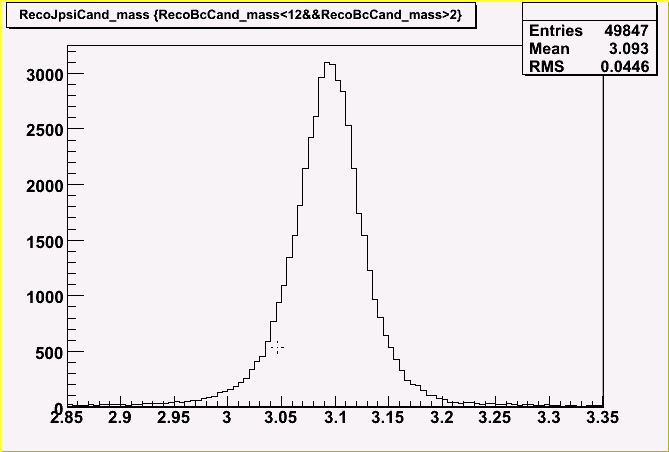 RecoJpsiCand_mass {RecoBcCand_mass<12&&RecoBcCand_mass>2}
Entries 49847
Mean 3.093
RMS 0.0446
3000
2500
2000
1500
1000
500
0
2.85 2.9 2.95 3 3.05 3.1 3.15 3.2 3.25 3.3 3.35